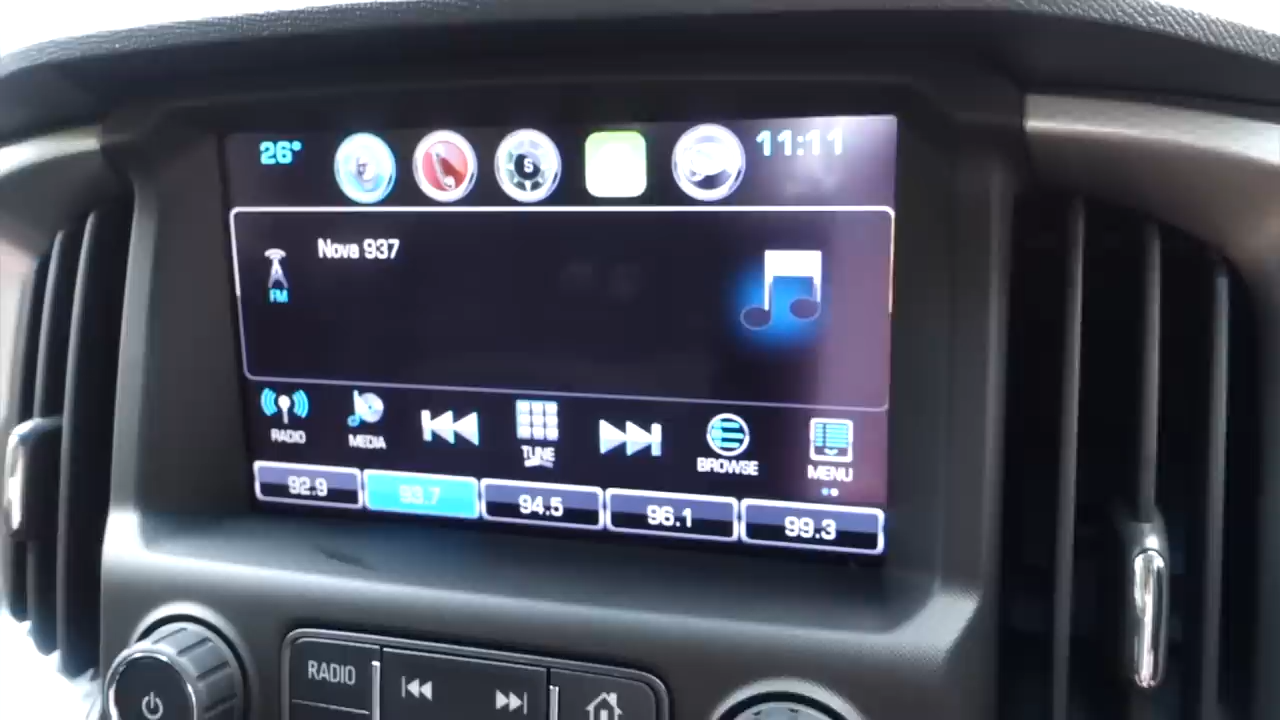 26°
S
11:11
Nova 937
FM
RADIO
MEDIA
TUNE
BROWSE
MENU
92.9
93.7
94.5
96.1
99.3
RADIO